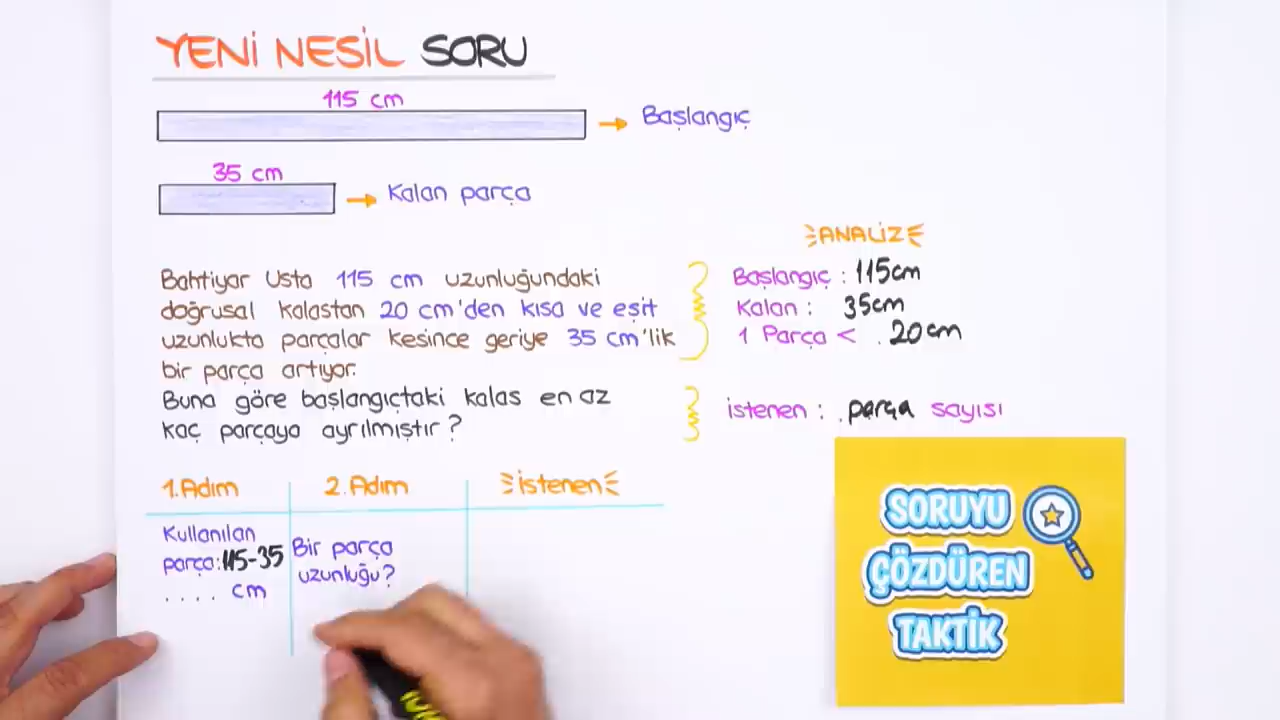 YENİ NESİL SORU
115 cm
Başlangıç
35 cm
Kalan parça
Bahtiyar Usta 115 cm uzunluğundaki
doğrusal kalastan 20 cm'den kısa ve eşit
uzunlukta parçalar kesince geriye 35 cm'lik
bir parça artıyor.
Buna göre başlangıçtaki kalas en az
kaç parçaya ayrılmıştır?
ANALİZ
Başlangıç : 115cm
Kalan : 35cm
1 Parça < . 20cm
istenen : . parça sayısı
1. Adım
Kullanılan
parça: 115-35
. . . . cm
2. Adım
Bir parça
uzunluğu?
İstenen
SORUYU
ÇÖZDÜREN
TAKTİK